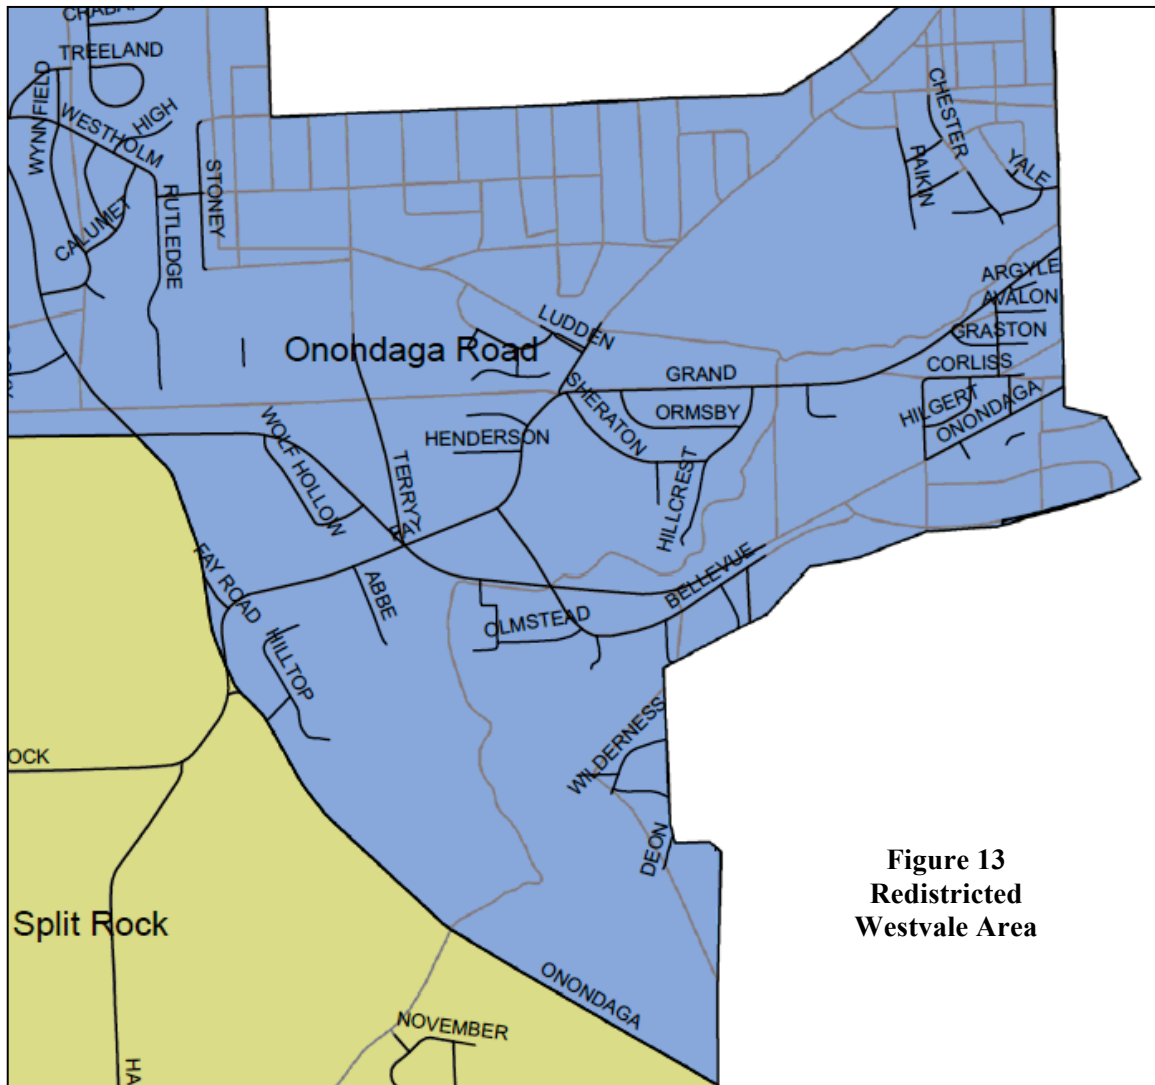 CRABAP
TREELAND
WYNNFIELD
WESTHOLM
HIGH
CHESTER
PAIKIN
YALE
STONEY
RUTLEDGE
CALUMET
ARGYLE
AVALON
GRASTON
CORLISS
LUDDEN
Onondaga Road
GRAND
SHERATON
ORMSBY
HILGERT
ONONDAGA
HENDERSON
WOLF HOLLOW
TERRY
HILLCREST
FAY
FAY ROAD
ABBE
BELLEVUE
OLMSTEAD
HILLTOP
WILDERNESS
OCK
DEON
Figure 13
Redistricted
Westvale Area
Split Rock
ONONDAGA
NOVEMBER
HA